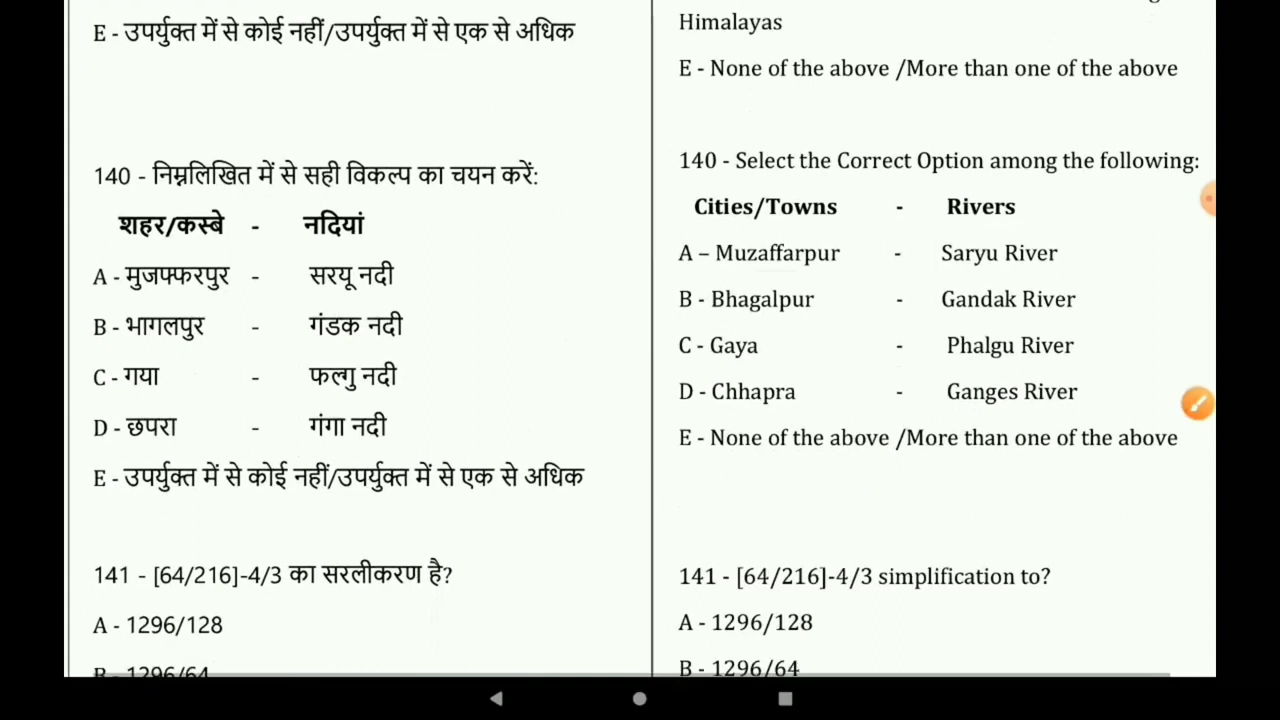 E - उपर्युक्त में से कोई नहीं/उपर्युक्त में से एक से अधिक
140 - निम्नलिखित में से सही विकल्प का चयन करें:
शहर/कस्बे - नदियां
A - मुजफ्फरपुर - सरयू नदी
B - भागलपुर - गंडक नदी
C - गया - फल्गु नदी
D - छपरा - गंगा नदी
E - उपर्युक्त में से कोई नहीं/उपर्युक्त में से एक से अधिक
141 - [64/216]-4/3 का सरलीकरण है?
A - 1296/128
B - 1296/64
Himalayas
E - None of the above /More than one of the above
140 - Select the Correct Option among the following:
Cities/Towns - Rivers
A – Muzaffarpur - Saryu River
B - Bhagalpur - Gandak River
C - Gaya - Phalgu River
D - Chhapra - Ganges River
E - None of the above /More than one of the above
141 - [64/216]-4/3 simplification to?
A - 1296/128
B - 1296/64